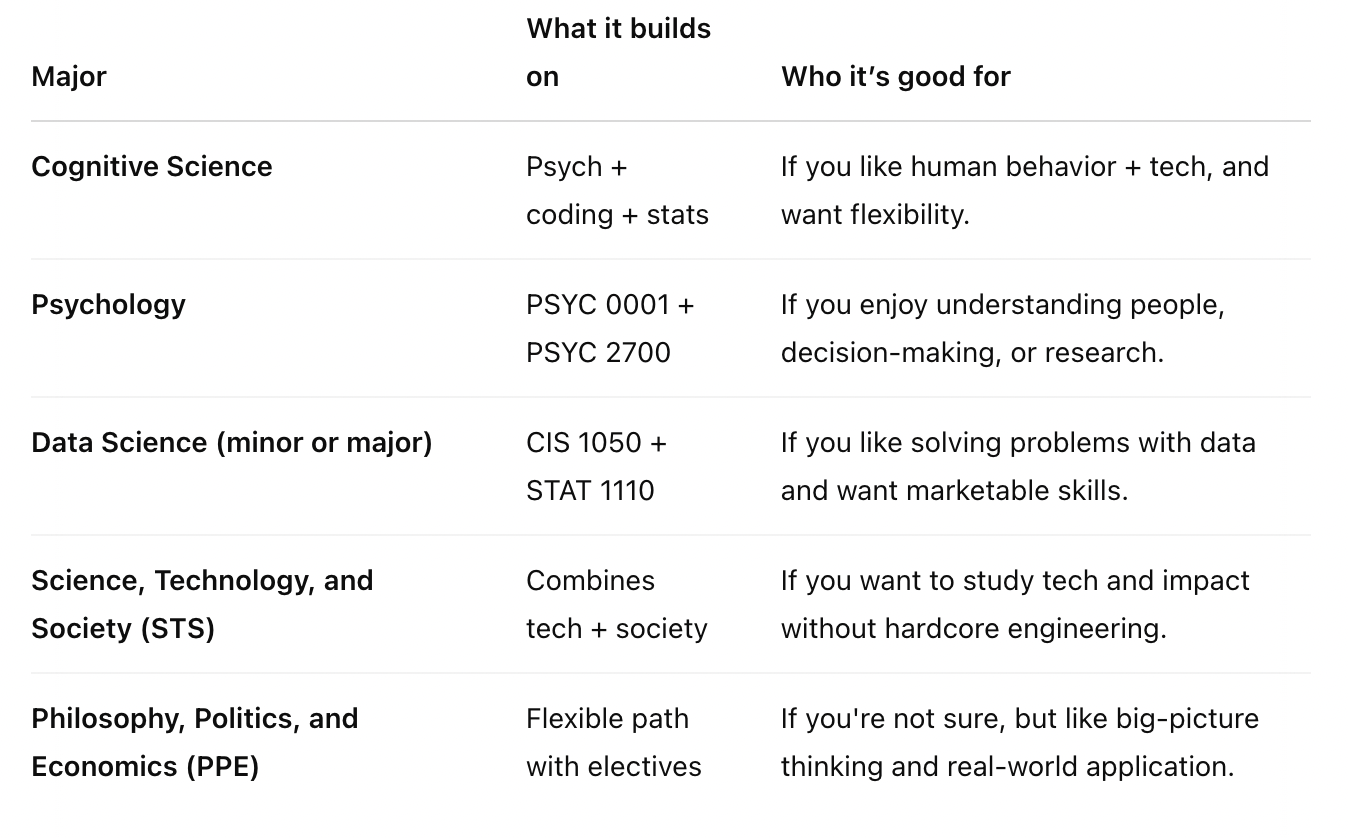 What it builds
Major on Who it’s good for
Cognitive Science Psych + If you like human behavior + tech, and
coding + stats want flexibility.
Psychology PSYC 0001 + If you enjoy understanding people,
PSYC 2700 decision-making, or research.
Data Science (minor or major) CIS 1050 + If you like solving problems with data
STAT 1110 and want marketable skills.
Science, Technology, and Combines If you want to study tech and impact
Society (STS) tech + society without hardcore engineering.
Philosophy, Politics, and Flexible path If you're not sure, but like big-picture
Economics (PPE) with electives thinking and real-world application.